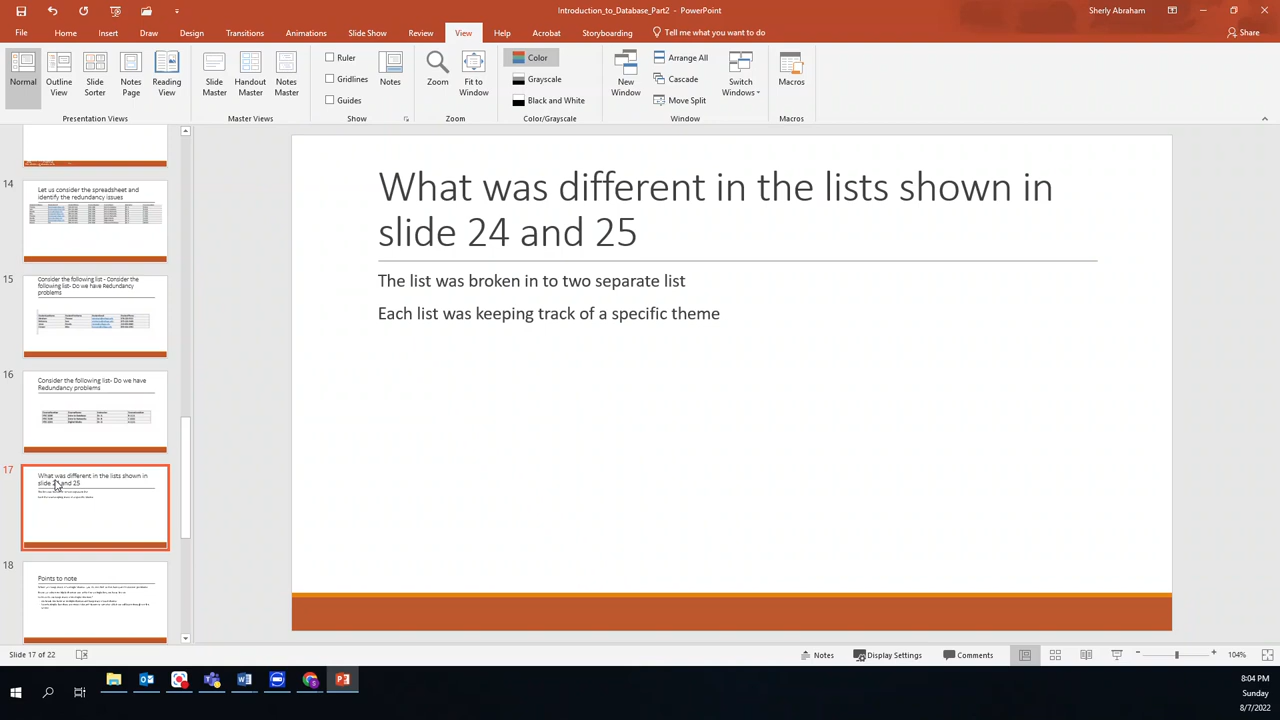 Introduction_to_Database_Part2 - PowerPoint
Sherly Abraham
File Home Insert Draw Design Transitions Animations Slide Show Review View Help Acrobat Storyboarding Tell me what you want to do
Share
Normal
Outline View
Slide Sorter
Notes Page
Reading View
Presentation Views
Slide Master
Handout Master
Notes Master
Master Views
Ruler
Gridlines
Guides
Notes
Show
Zoom
Fit to Window
Zoom
Color
Grayscale
Black and White
Color/Grayscale
New Window
Arrange All
Cascade
Move Split
Switch Windows
Window
Macros
Macros
14
Let us consider the spreadsheet and
identify the redundancy issues
15
Consider the following list - Consider the
following list- Do we have Redundancy
problems
16
Consider the following list- Do we have
Redundancy problems
17
What was different in the lists shown in
slide and 25
18
Points to note
What was different in the lists shown in
slide 24 and 25
The list was broken in to two separate list
Each list was keeping track of a specific theme
Slide 17 of 22
Notes
Display Settings
Comments
104%
8:04 PM
Sunday
8/7/2022